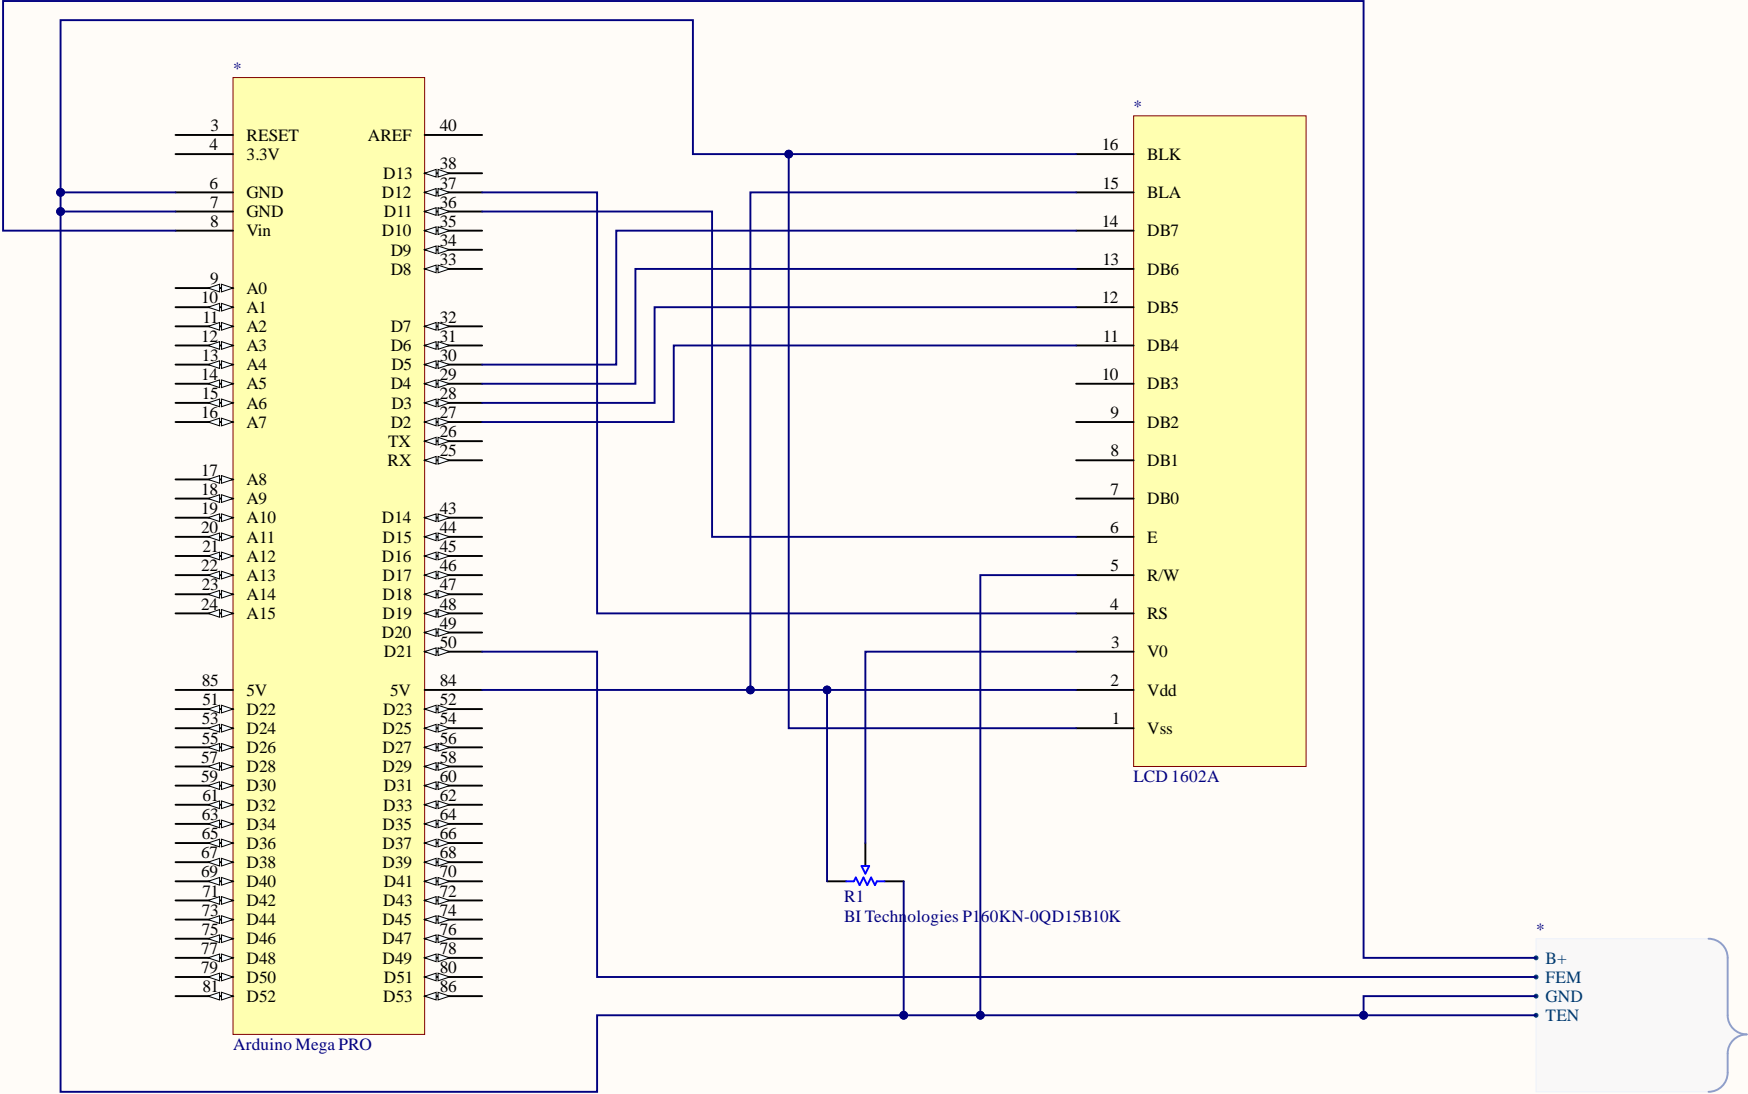 *
3 RESET
4 3.3V
6 GND
7 GND
8 Vin
9 A0
10 A1
11 A2
12 A3
13 A4
14 A5
15 A6
16 A7
17 A8
18 A9
19 A10
20 A11
21 A12
22 A13
23 A14
24 A15
85 5V
51 D22
53 D24
55 D26
57 D28
59 D30
61 D32
63 D34
65 D36
67 D38
69 D40
71 D42
73 D44
75 D46
77 D48
79 D50
81 D52
AREF 40
D13 38
D12 37
D11 36
D10 35
D9 34
D8 33
D7 32
D6 31
D5 30
D4 29
D3 28
D2 27
TX 26
RX 25
D14 43
D15 44
D16 45
D17 46
D18 47
D19 48
D20 49
D21 50
5V 84
D23 52
D25 54
D27 56
D29 58
D31 60
D33 62
D35 64
D37 66
D39 68
D41 70
D43 72
D45 74
D47 76
D49 78
D51 80
D53 86
Arduino Mega PRO
*
16 BLK
15 BLA
14 DB7
13 DB6
12 DB5
11 DB4
10 DB3
9 DB2
8 DB1
7 DB0
6 E
5 R/W
4 RS
3 V0
2 Vdd
1 Vss
LCD 1602A
R1
BI Technologies P160KN-0QD15B10K
*
B+
FEM
GND
TEN